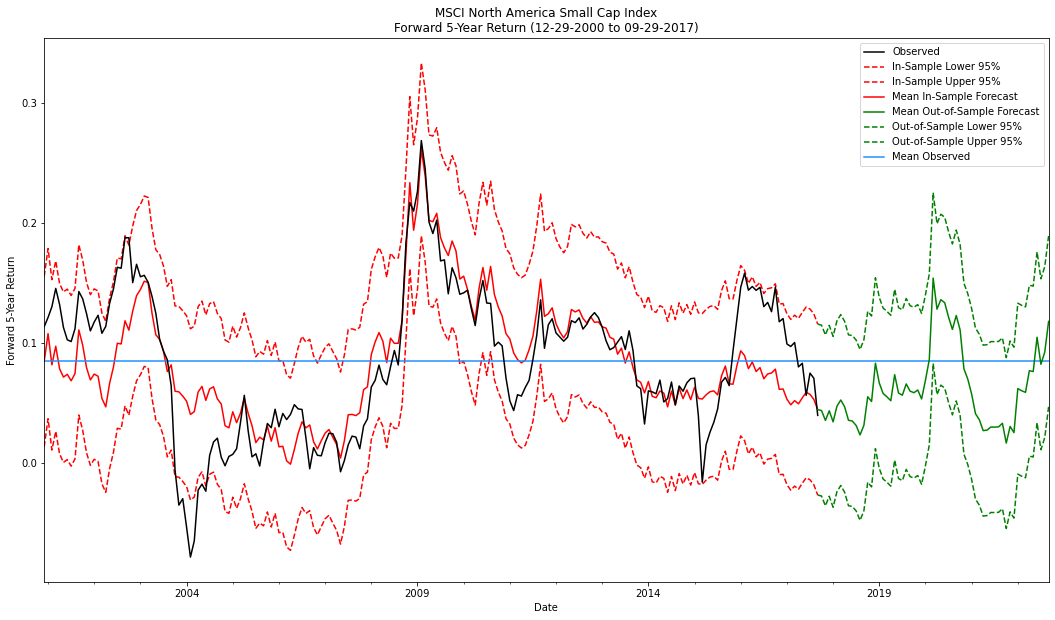 MSCI North America Small Cap Index
Forward 5-Year Return (12-29-2000 to 09-29-2017)
Observed
In-Sample Lower 95%
In-Sample Upper 95%
Mean In-Sample Forecast
Mean Out-of-Sample Forecast
Out-of-Sample Lower 95%
Out-of-Sample Upper 95%
Mean Observed
0.3
0.2
0.1
0.0
Forward 5-Year Return
2004
2009
2014
2019
Date